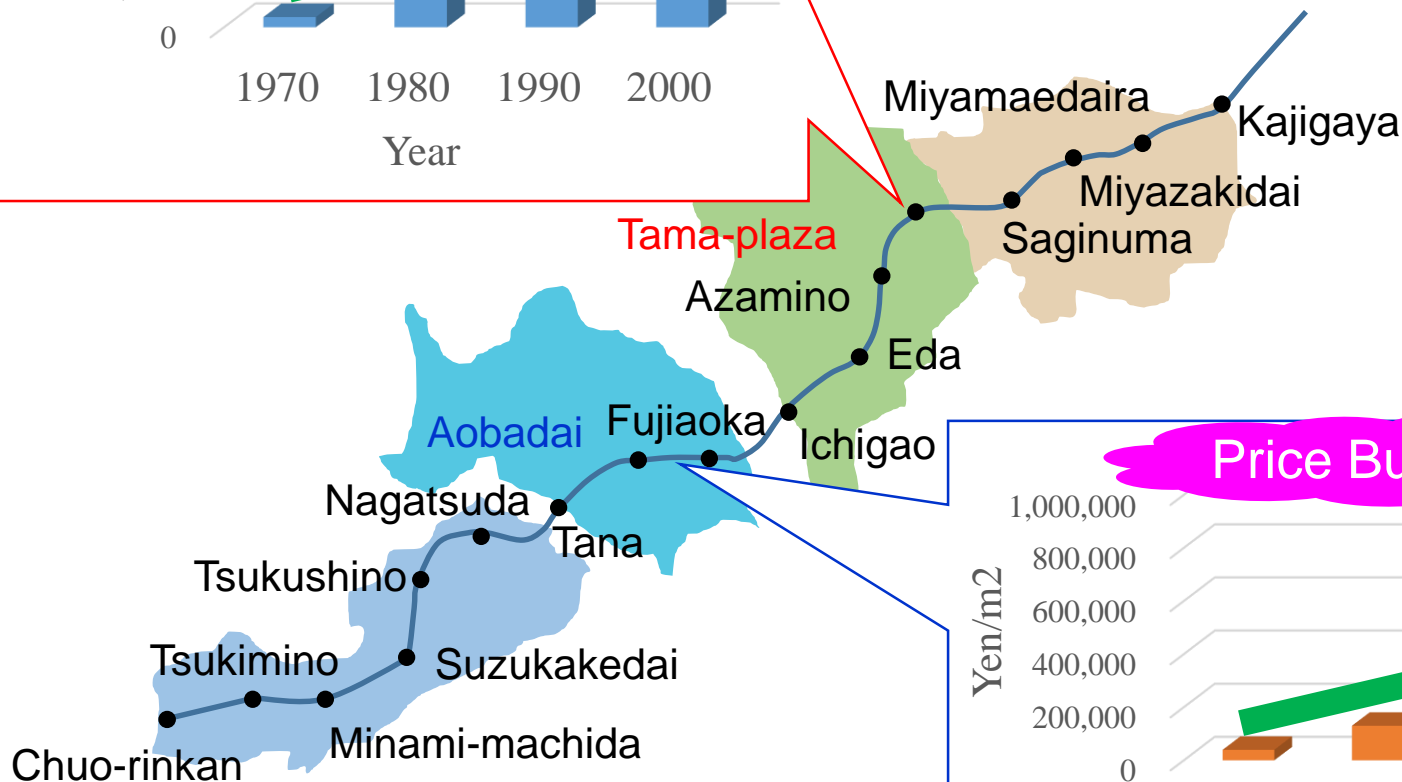 0
1970 1980 1990 2000
Year
Miyamaedaira
Kajigaya
Miyazakidai
Saginuma
Tama-plaza
Azamino
Eda
Fujiaoka
Aobadai
Ichigao
Nagatsuda
Tana
Tsukushino
Tsukimino
Suzukakedai
Minami-machida
Chuo-rinkan
Price Bu
1,000,000
800,000
600,000
400,000
200,000
0
Yen/m2